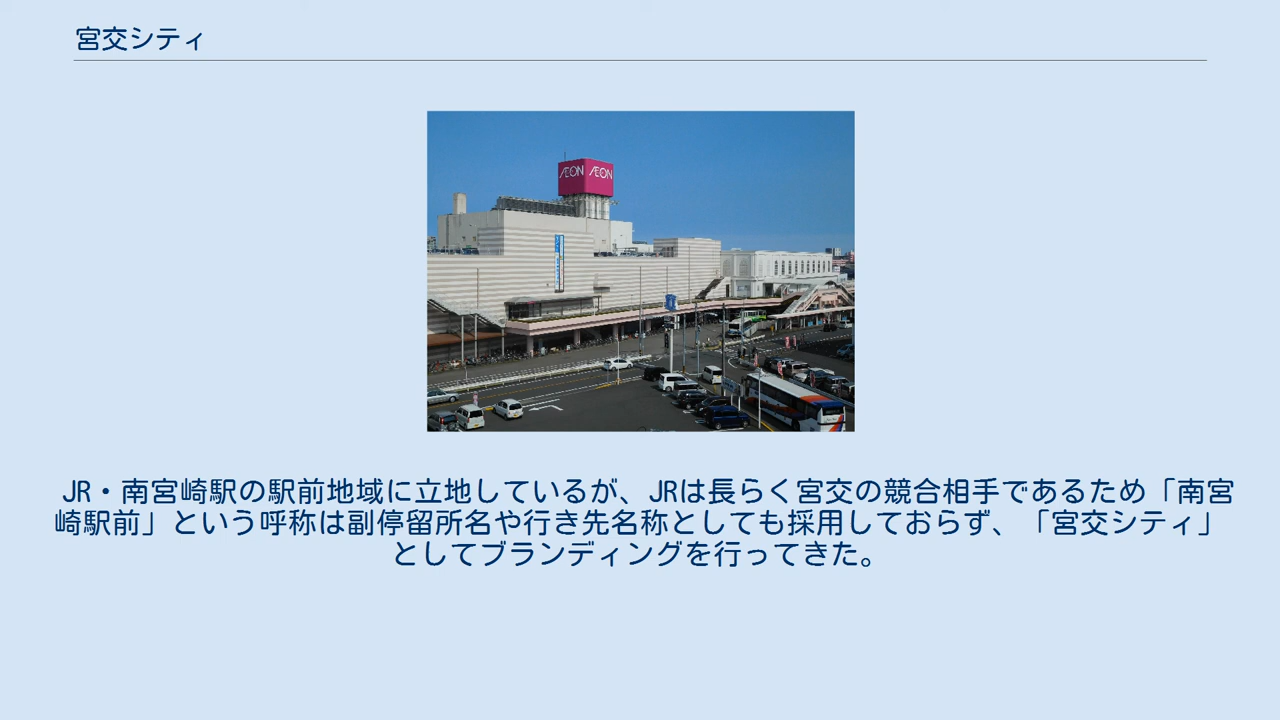 宮交シティ
ÆON ÆON
JR・南宮崎駅の駅前地域に立地しているが、JRは長らく宮交の競合相手であるため「南宮
崎駅前」という呼称は副停留所名や行き先名称としても採用しておらず、「宮交シティ」
としてブランディングを行ってきた。